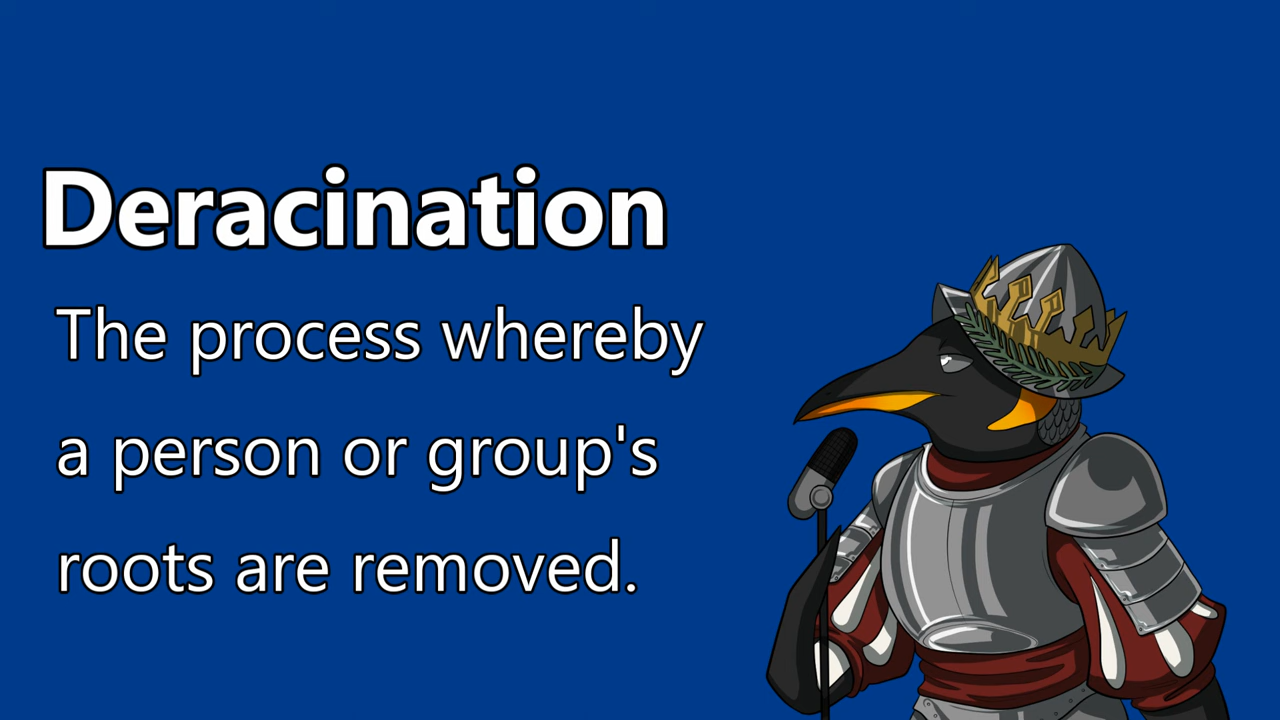 Deracination
The process whereby
a person or group's
roots are removed.